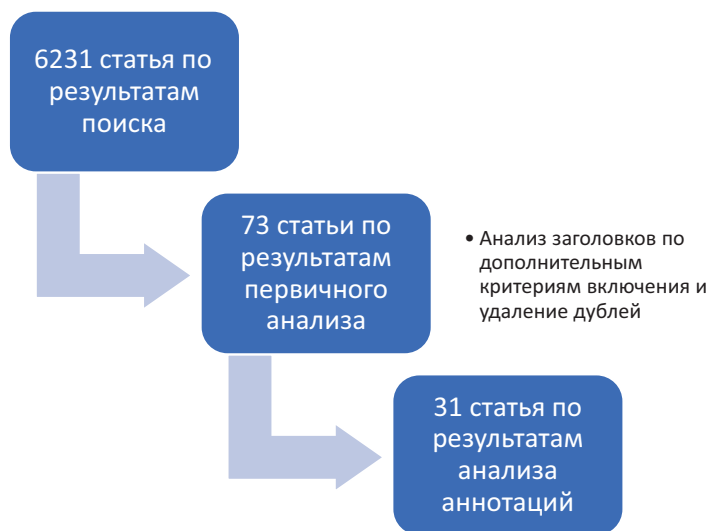 6231 статья по
результатам
поиска
73 статьи по
результатам
первичного
анализа
• Анализ заголовков по
дополнительным
критериям включения и
удаление дублей
31 статья по
результатам
анализа
аннотаций